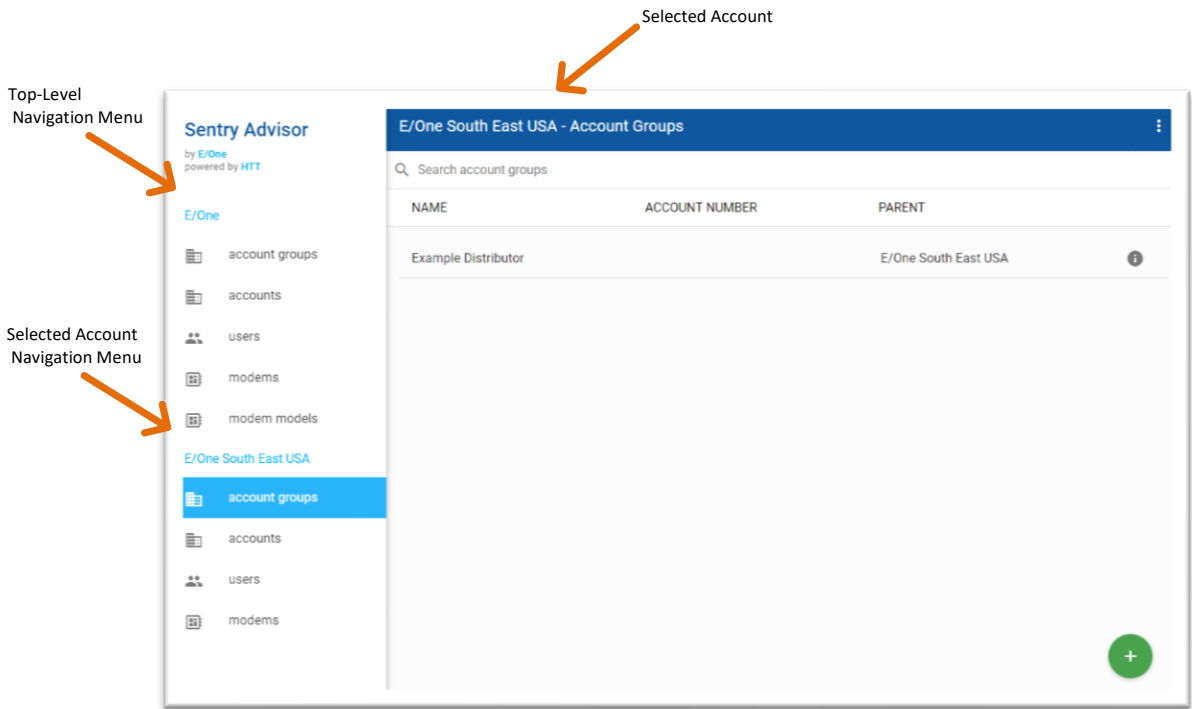 Selected Account
Top-Level
Navigation Menu
Sentry Advisor
by E/One
powered by HTT
E/One
account groups
accounts
users
modems
modem models
Selected Account
Navigation Menu
E/One South East USA
account groups
accounts
users
modems
E/One South East USA - Account Groups
Search account groups
NAME ACCOUNT NUMBER PARENT
Example Distributor E/One South East USA